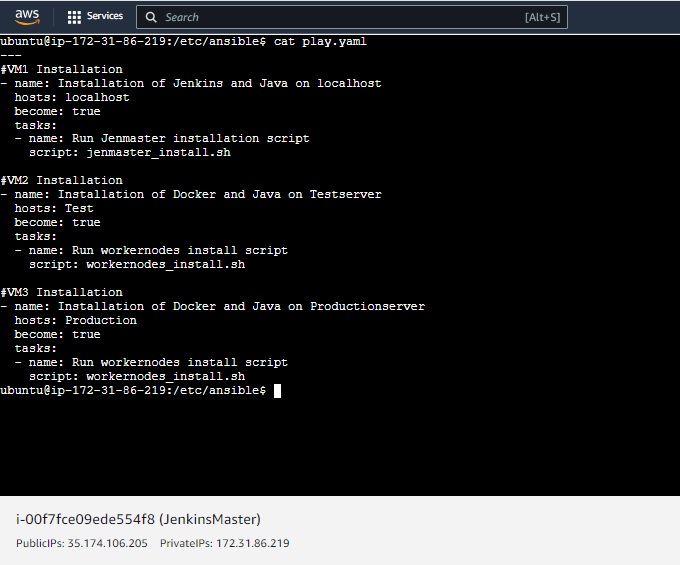 aws Services Search [Alt+S]
ubuntu@ip-172-31-86-219:/etc/ansible$ cat play.yaml
---
#VM1 Installation
- name: Installation of Jenkins and Java on localhost
  hosts: localhost
  become: true
  tasks:
  - name: Run Jenmaster installation script
    script: jenmaster_install.sh

#VM2 Installation
- name: Installation of Docker and Java on Testserver
  hosts: Test
  become: true
  tasks:
  - name: Run workernodes install script
    script: workernodes_install.sh

#VM3 Installation
- name: Installation of Docker and Java on Productionserver
  hosts: Production
  become: true
  tasks:
  - name: Run workernodes install script
    script: workernodes_install.sh
ubuntu@ip-172-31-86-219:/etc/ansible$
i-00f7fce09ede554f8 (JenkinsMaster)
PublicIPs: 35.174.106.205 PrivateIPs: 172.31.86.219